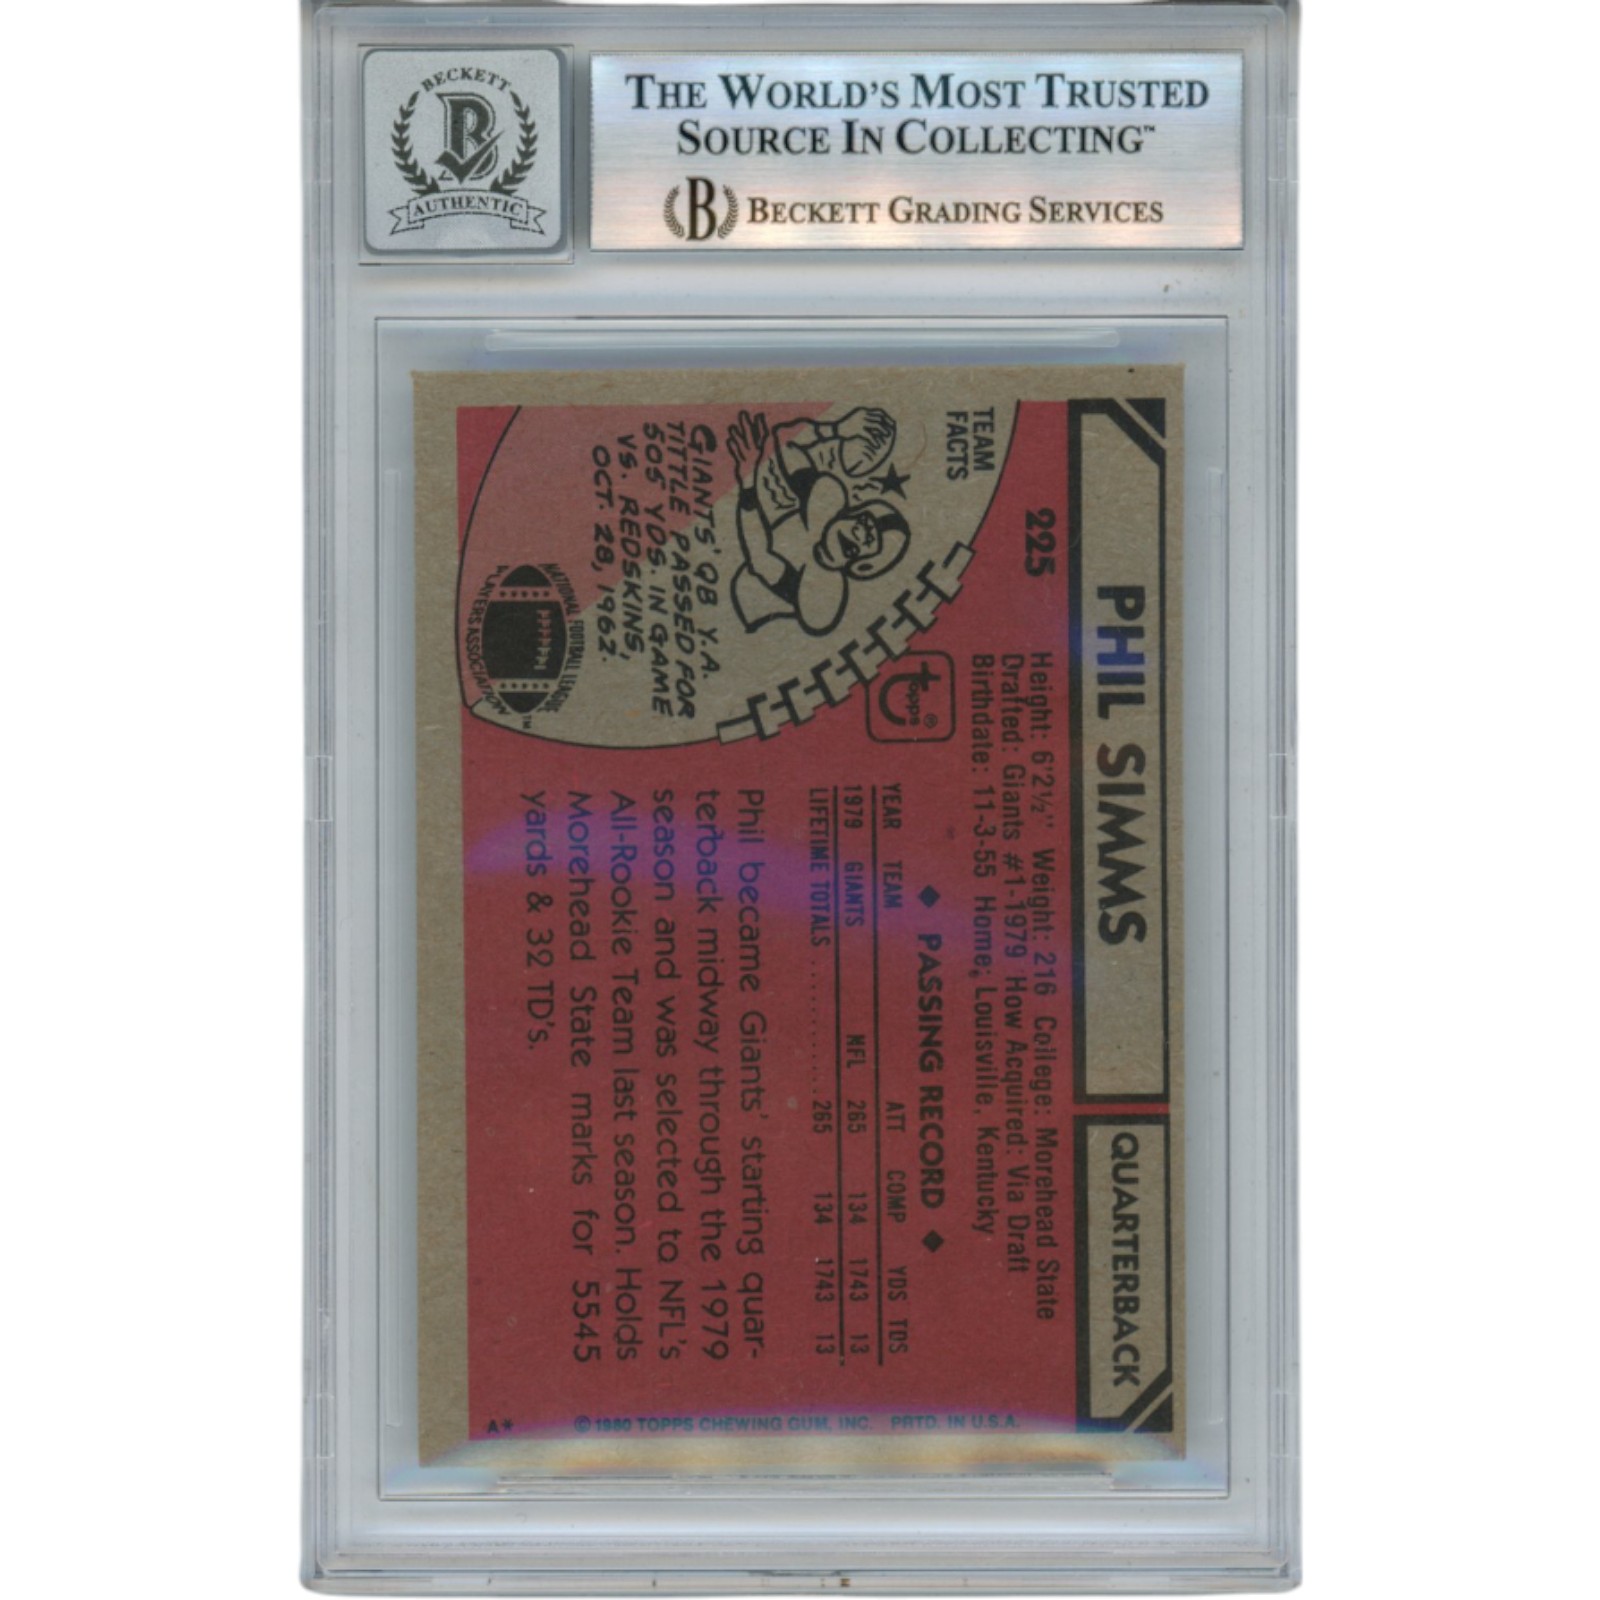 BECKETT
B
AUTHENTIC
THE WORLD'S MOST TRUSTED
SOURCE IN COLLECTING™
B BECKETT GRADING SERVICES
PHIL SIMMS
QUARTERBACK
225
Height: 6'2½" Weight: 216 College: Morehead State
Drafted: Giants #1-1979 How Acquired: Via Draft
Birthdate: 11-3-55 Home: Louisville, Kentucky
TEAM
FACTS
GIANTS' QB Y.A.
TITTLE PASSED FOR
505 YDS. IN GAME
VS. REDSKINS,
OCT. 28, 1962.
NATIONAL FOOTBALL LEAGUE
PLAYERS ASSOCIATION™
topps®
◆ PASSING RECORD ◆
YEAR TEAM ATT COMP YDS TDS
1979 GIANTS NFL 265 134 1743 13
LIFETIME TOTALS .......... 265 134 1743 13
Phil became Giants' starting quar-
terback midway through the 1979
season and was selected to NFL's
All-Rookie Team last season. Holds
Morehead State marks for 5545
yards & 32 TD's.
© 1980 TOPPS CHEWING GUM, INC. PRTD. IN U.S.A.
A*